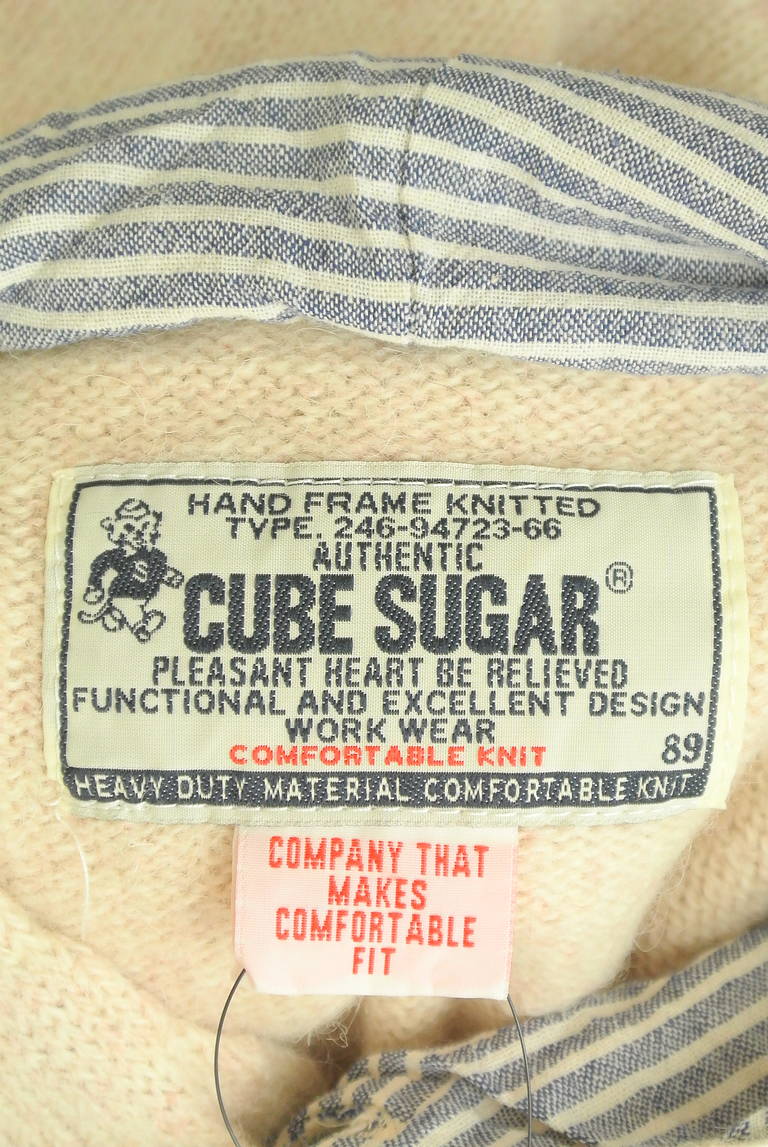 HAND FRAME KNITTED
TYPE. 246-94723-66
AUTHENTIC
CUBE SUGAR®
PLEASANT HEART BE RELIEVED
FUNCTIONAL AND EXCELLENT DESIGN
WORK WEAR
COMFORTABLE KNIT
89
HEAVY DUTY MATERIAL COMFORTABLE KNIT
S
COMPANY THAT
MAKES
COMFORTABLE
FIT